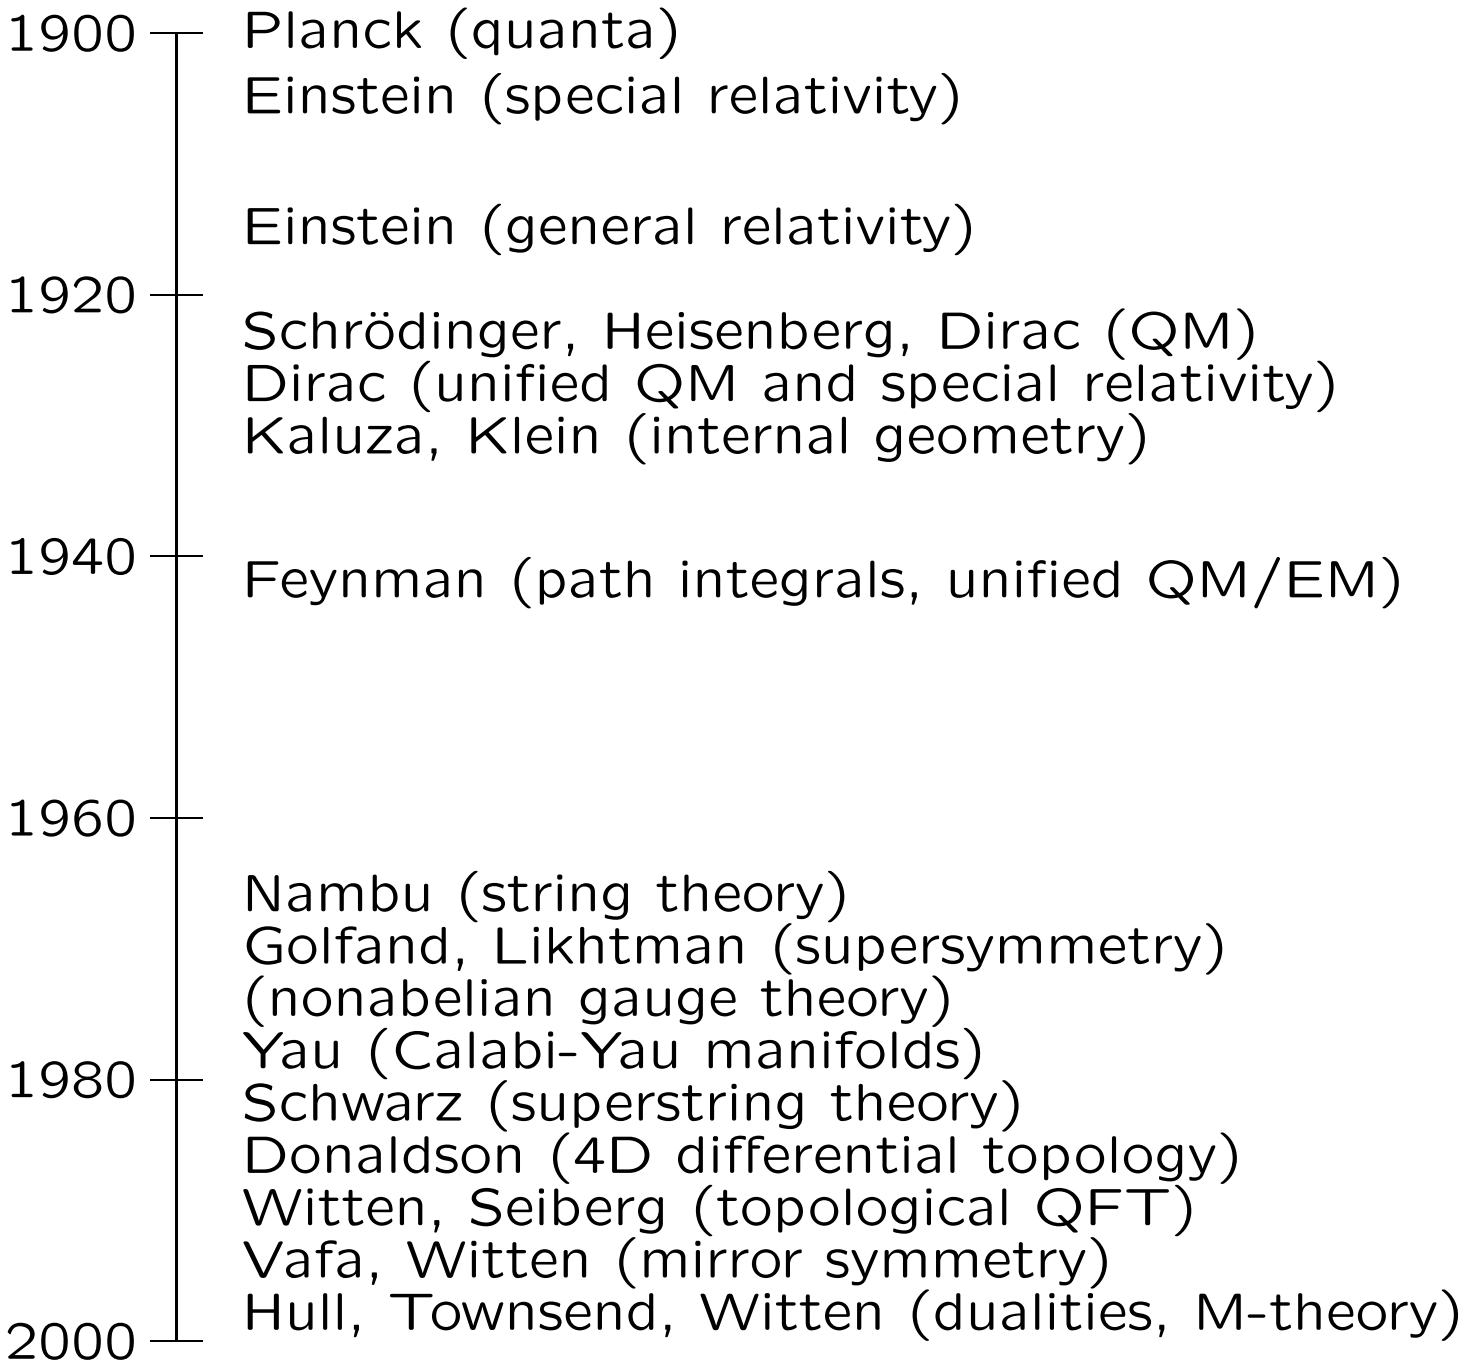 1900 Planck (quanta)
Einstein (special relativity)
Einstein (general relativity)
1920
Schrödinger, Heisenberg, Dirac (QM)
Dirac (unified QM and special relativity)
Kaluza, Klein (internal geometry)
1940
Feynman (path integrals, unified QM/EM)
1960
Nambu (string theory)
Golfand, Likhtman (supersymmetry)
(nonabelian gauge theory)
Yau (Calabi-Yau manifolds)
1980
Schwarz (superstring theory)
Donaldson (4D differential topology)
Witten, Seiberg (topological QFT)
Vafa, Witten (mirror symmetry)
Hull, Townsend, Witten (dualities, M-theory)
2000